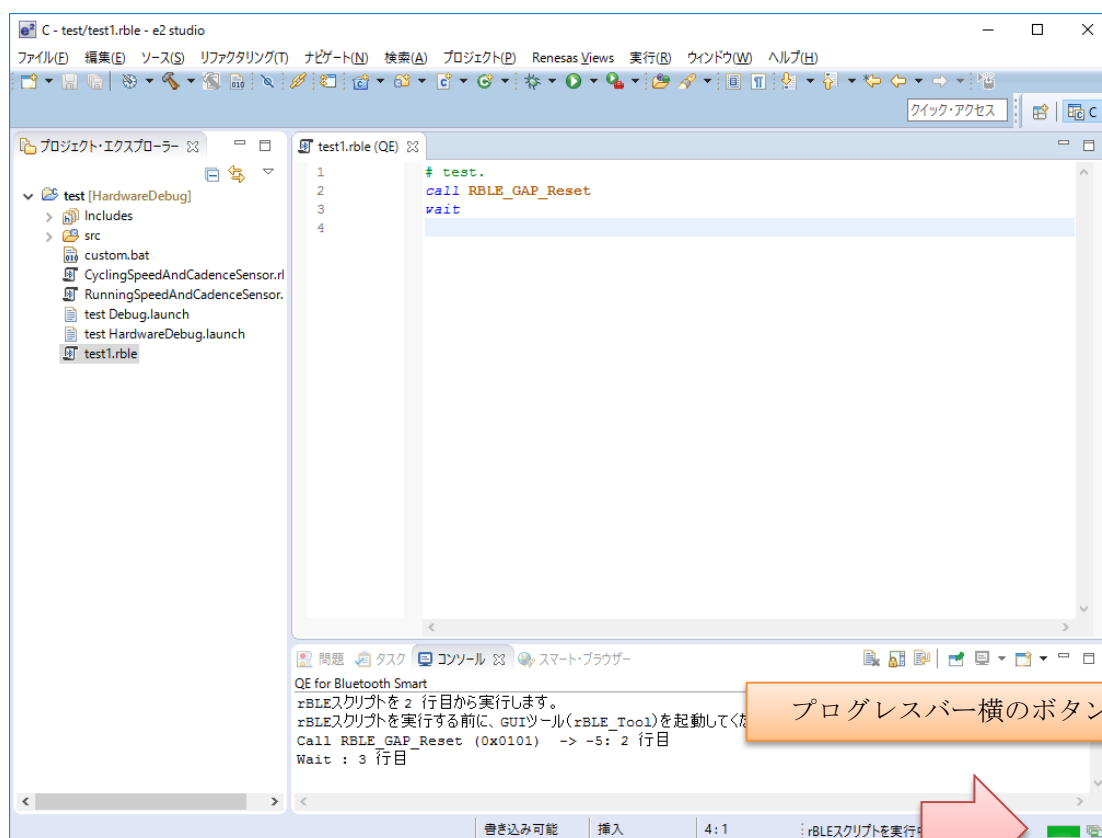 C - test/test1.rble - e2 studio
ファイル(F) 編集(E) ソース(S) リファクタリング(T) ナビゲート(N) 検索(A) プロジェクト(P) Renesas Views 実行(R) ウィンドウ(W) ヘルプ(H)
クイック・アクセス
C
プロジェクト・エクスプローラー
test [HardwareDebug]
Includes
src
custom.bat
CyclingSpeedAndCadenceSensor.rl
RunningSpeedAndCadenceSensor.
test Debug.launch
test HardwareDebug.launch
test1.rble
test1.rble (QE)
1 # test.
2 call RBLE_GAP_Reset
3 wait
4
問題 タスク コンソール スマート・ブラウザー
QE for Bluetooth Smart
rBLEスクリプトを 2 行目から実行します。
rBLEスクリプトを実行する前に、GUIツール(rBLE_Tool)を起動してくだ
Call RBLE_GAP_Reset (0x0101) -> -5: 2 行目
Wait : 3 行目
プログレスバー横のボタン
書き込み可能 挿入 4:1 rBLEスクリプトを実行